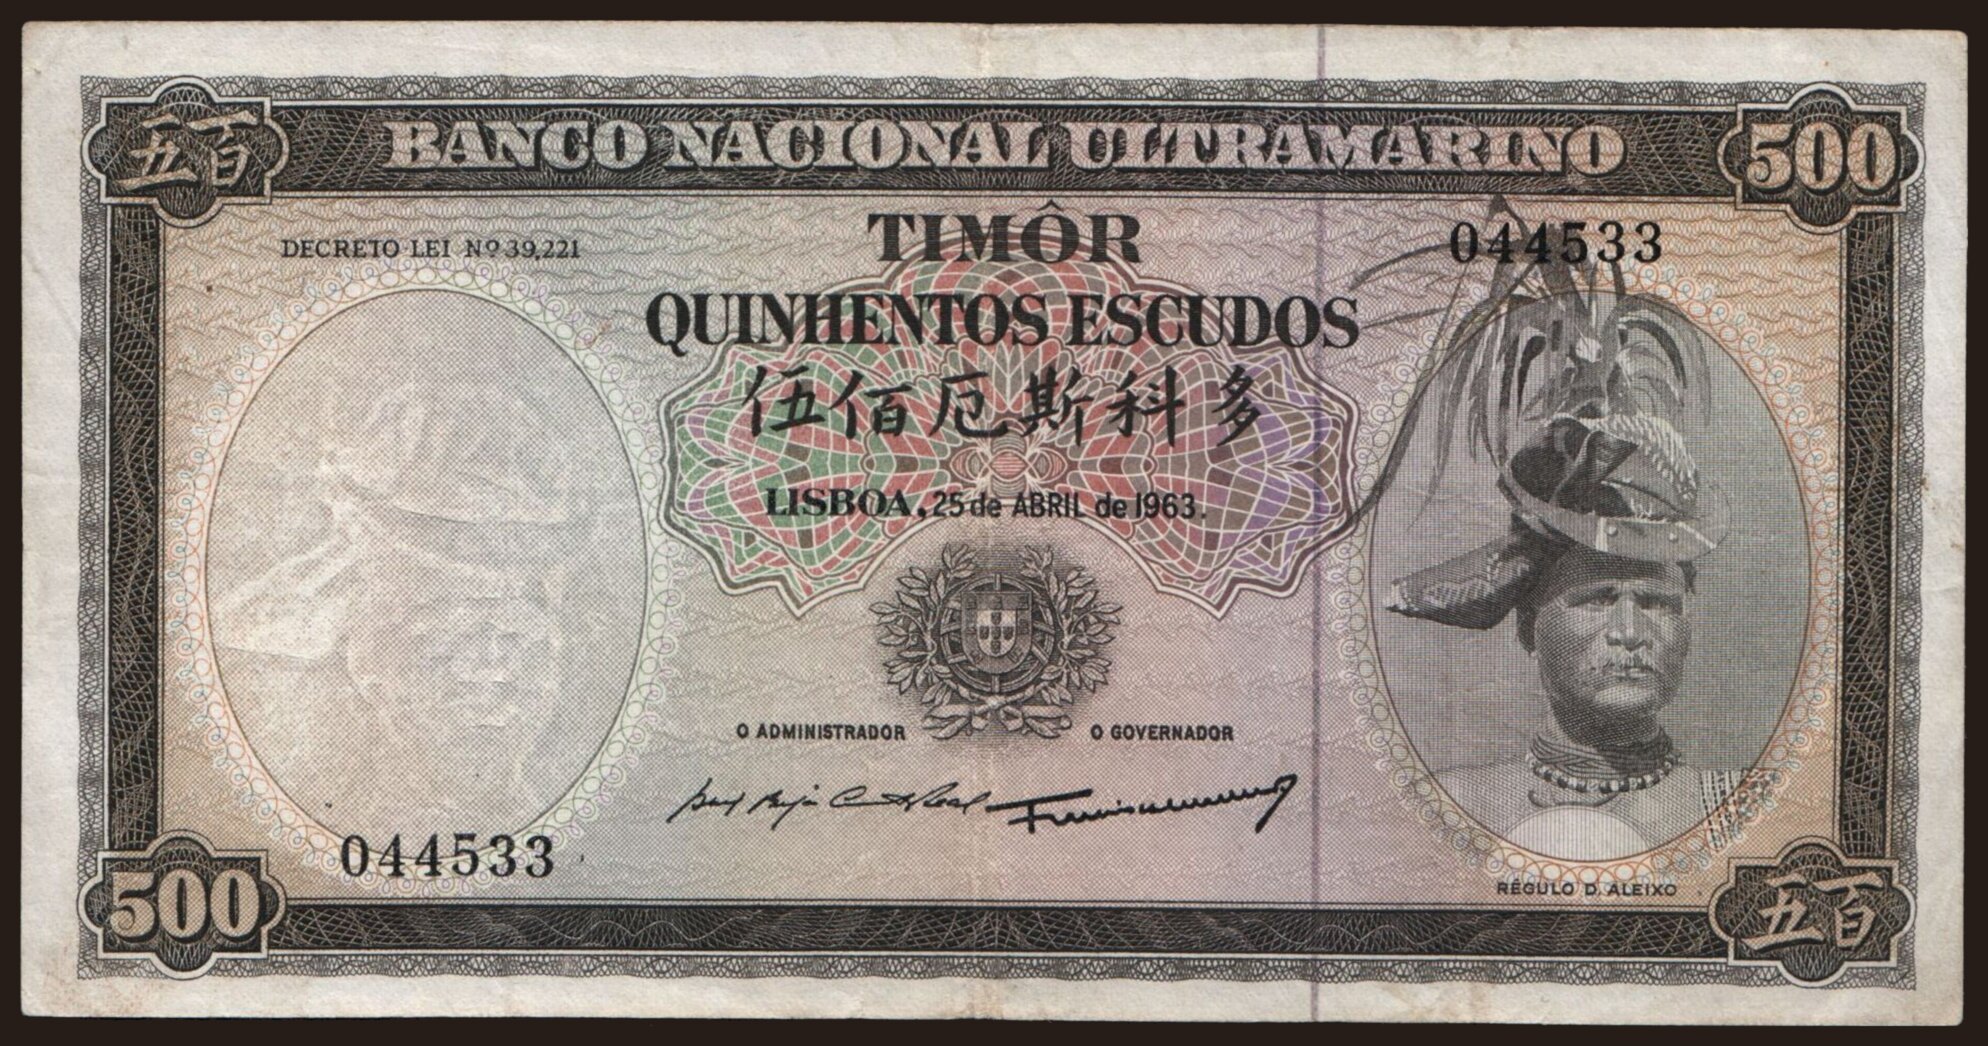 五百
BANCO NACIONAL ULTRAMARINO
500
TIMÔR
DECRETO LEI Nº 39,221
044533
QUINHENTOS ESCUDOS
伍佰厄斯科多
LISBOA, 25 de ABRIL de 1963.
O ADMINISTRADOR
O GOVERNADOR
044533
RÉGULO D. ALEIXO
500
五百